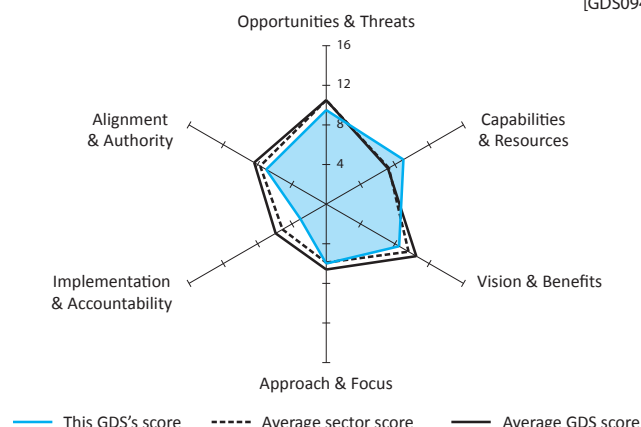 [GDS094
Opportunities & Threats
16
12
8
4
Alignment
& Authority
Capabilities
& Resources
Implementation
& Accountability
Vision & Benefits
Approach & Focus
This GDS's score
Average sector score
Average GDS score